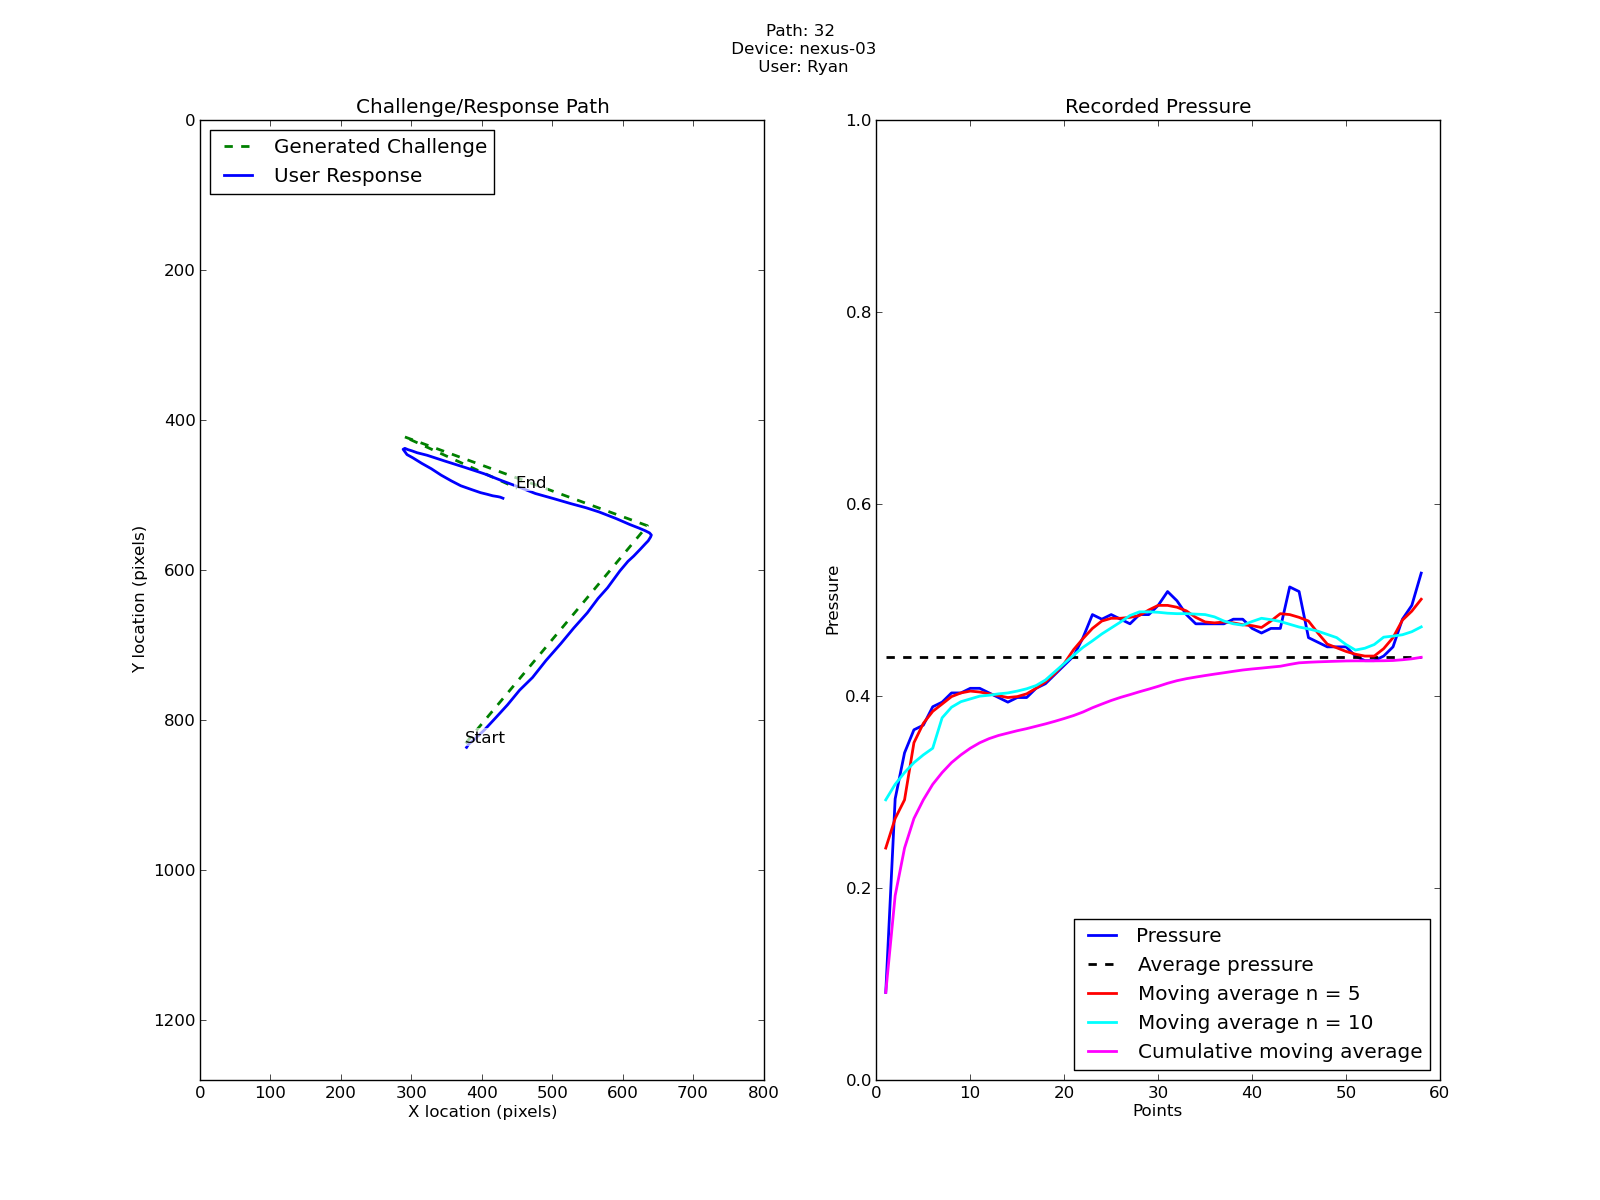 Path: 32
Device: nexus-03
User: Ryan
Challenge/Response Path
Generated Challenge
User Response
0
200
400
600
800
1000
1200
Y location (pixels)
End
Start
0 100 200 300 400 500 600 700 800
X location (pixels)
Recorded Pressure
1.0
0.8
0.6
0.4
0.2
0.0
Pressure
Pressure
Average pressure
Moving average n = 5
Moving average n = 10
Cumulative moving average
0 10 20 30 40 50 60
Points